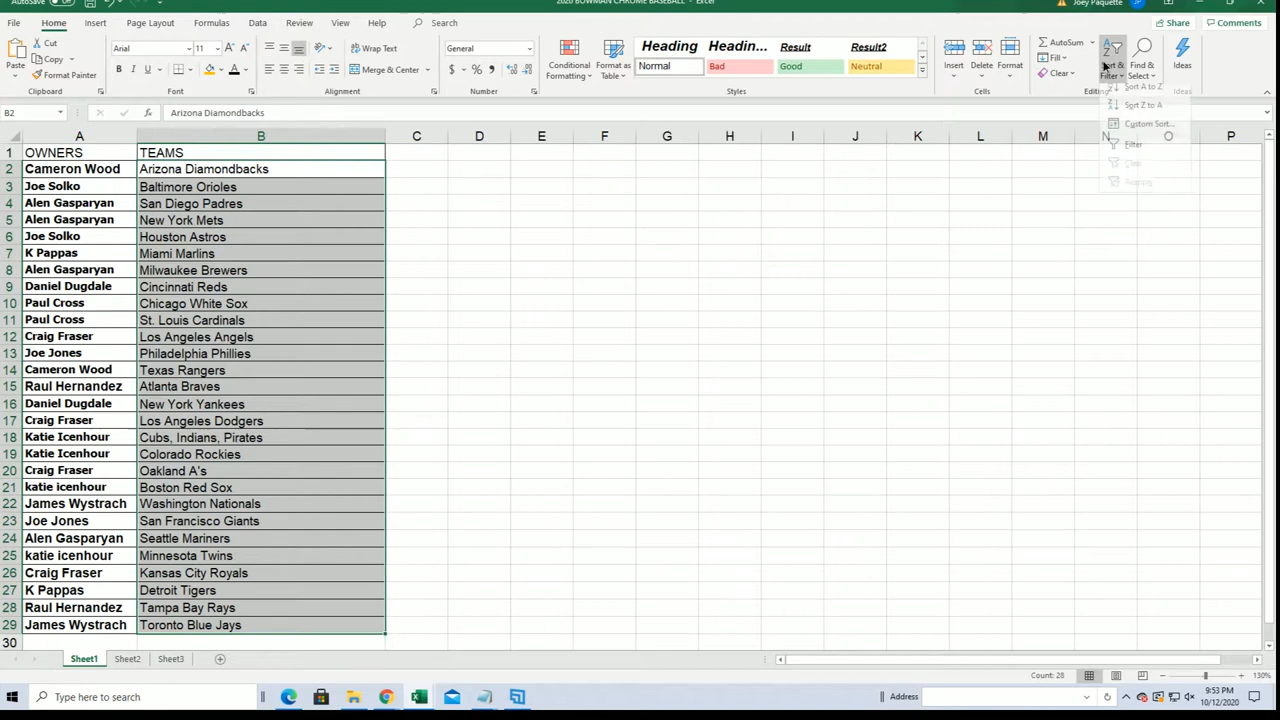 AutoSave
2020 BOWMAN CHROME BASEBALL - Excel
Joey Paquette
File Home Insert Page Layout Formulas Data Review View Help Search
Share Comments
Paste Cut Copy Format Painter Clipboard
Arial 11 Font
Wrap Text Merge & Center Alignment
General Number
Conditional Formatting Format as Table
Heading Headin... Result Result2
Normal Bad Good Neutral
Styles
Insert Delete Format Cells
AutoSum Fill Clear Sort & Filter Find & Select Editing
Ideas Ideas
Sort A to Z
Sort Z to A
Custom Sort...
Filter
Clear
Reapply
B2 Arizona Diamondbacks
A B C D E F G H I J K L M N O P
1 OWNERS TEAMS
2 Cameron Wood Arizona Diamondbacks
3 Joe Solko Baltimore Orioles
4 Alen Gasparyan San Diego Padres
5 Alen Gasparyan New York Mets
6 Joe Solko Houston Astros
7 K Pappas Miami Marlins
8 Alen Gasparyan Milwaukee Brewers
9 Daniel Dugdale Cincinnati Reds
10 Paul Cross Chicago White Sox
11 Paul Cross St. Louis Cardinals
12 Craig Fraser Los Angeles Angels
13 Joe Jones Philadelphia Phillies
14 Cameron Wood Texas Rangers
15 Raul Hernandez Atlanta Braves
16 Daniel Dugdale New York Yankees
17 Craig Fraser Los Angeles Dodgers
18 Katie Icenhour Cubs, Indians, Pirates
19 Katie Icenhour Colorado Rockies
20 Craig Fraser Oakland A's
21 katie icenhour Boston Red Sox
22 James Wystrach Washington Nationals
23 Joe Jones San Francisco Giants
24 Alen Gasparyan Seattle Mariners
25 katie icenhour Minnesota Twins
26 Craig Fraser Kansas City Royals
27 K Pappas Detroit Tigers
28 Raul Hernandez Tampa Bay Rays
29 James Wystrach Toronto Blue Jays
30
Sheet1 Sheet2 Sheet3
Count: 28 130%
Type here to search
Address
9:53 PM
10/12/2020